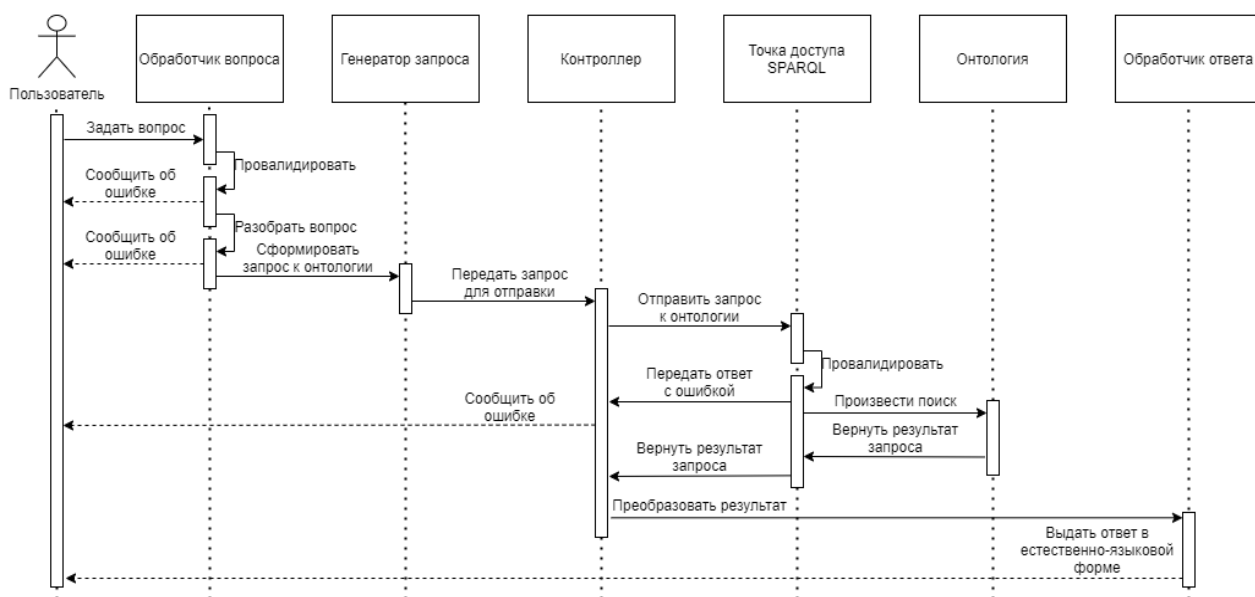 Пользователь
Обработчик вопроса
Генератор запроса
Контроллер
Точка доступа
SPARQL
Онтология
Обработчик ответа
Задать вопрос
Провалидировать
Сообщить об
ошибке
Разобрать вопрос
Сообщить об
ошибке
Сформировать
запрос к онтологии
Передать запрос
для отправки
Отправить запрос
к онтологии
Провалидировать
Передать ответ
с ошибкой
Сообщить об
ошибке
Произвести поиск
Вернуть результат
запроса
Вернуть результат
запроса
Преобразовать результат
Выдать ответ в
естественно-языковой
форме